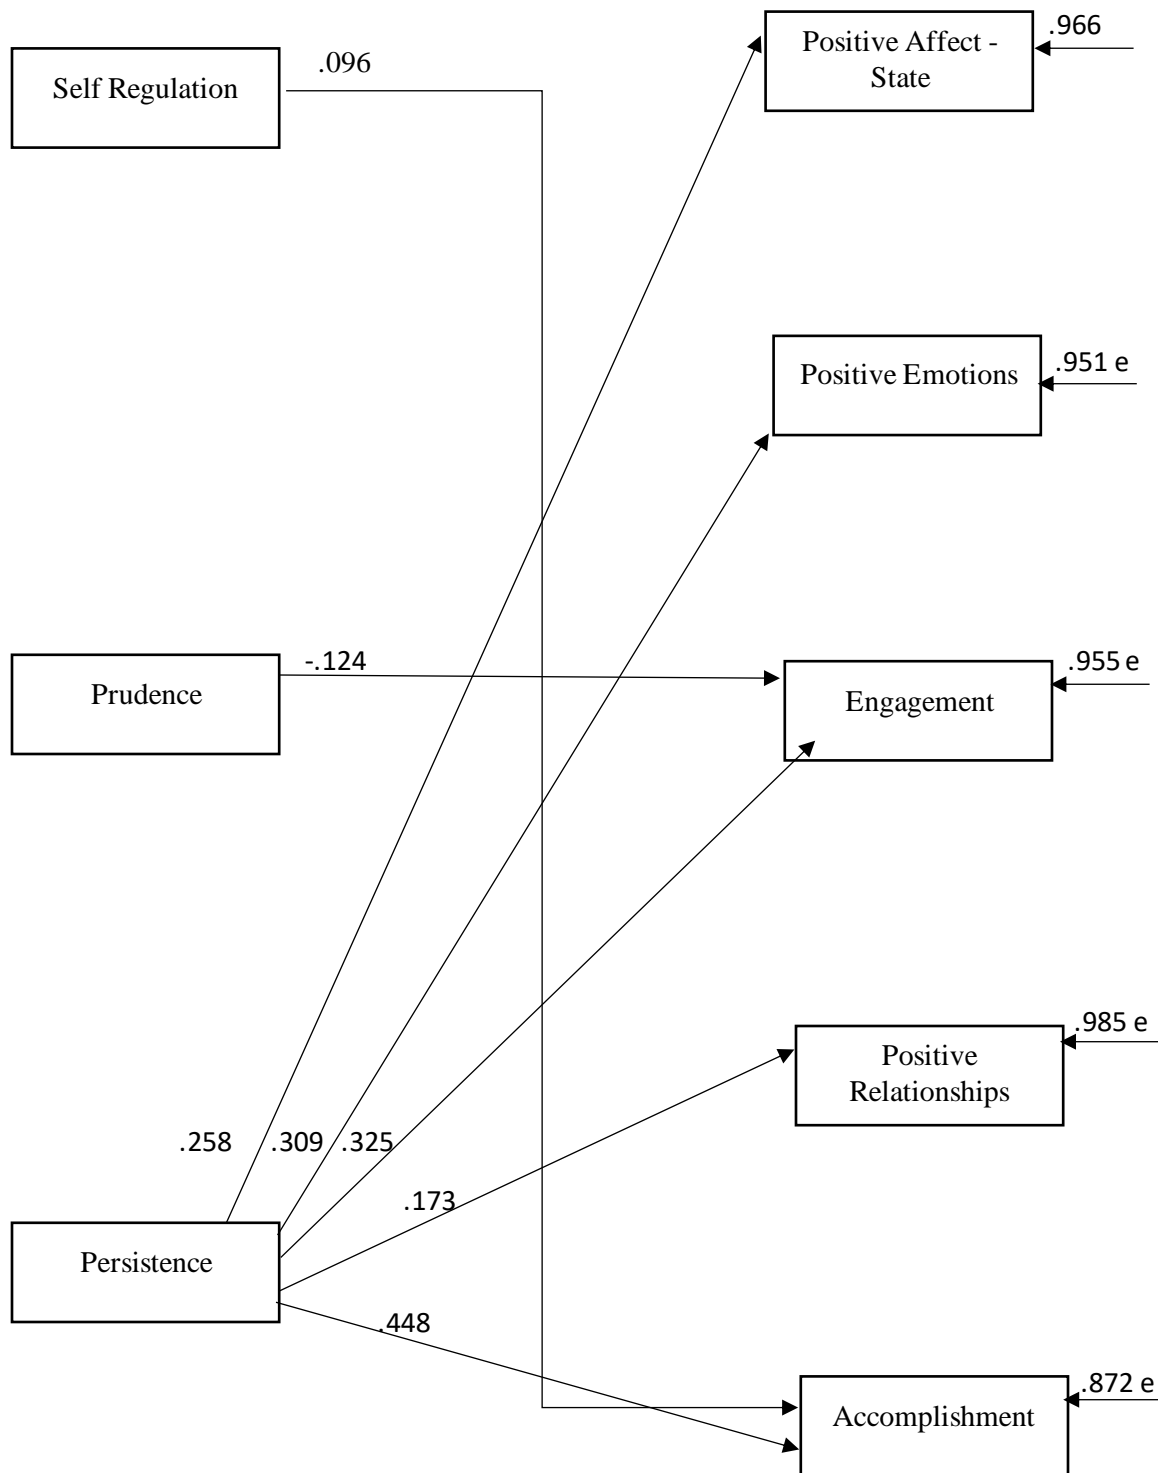 .966
Positive Affect -
State
.096
Self Regulation
.951 e
Positive Emotions
-.124
.955 e
Prudence
Engagement
.985 e
Positive
Relationships
.258
.309
.325
.173
Persistence
.448
.872 e
Accomplishment